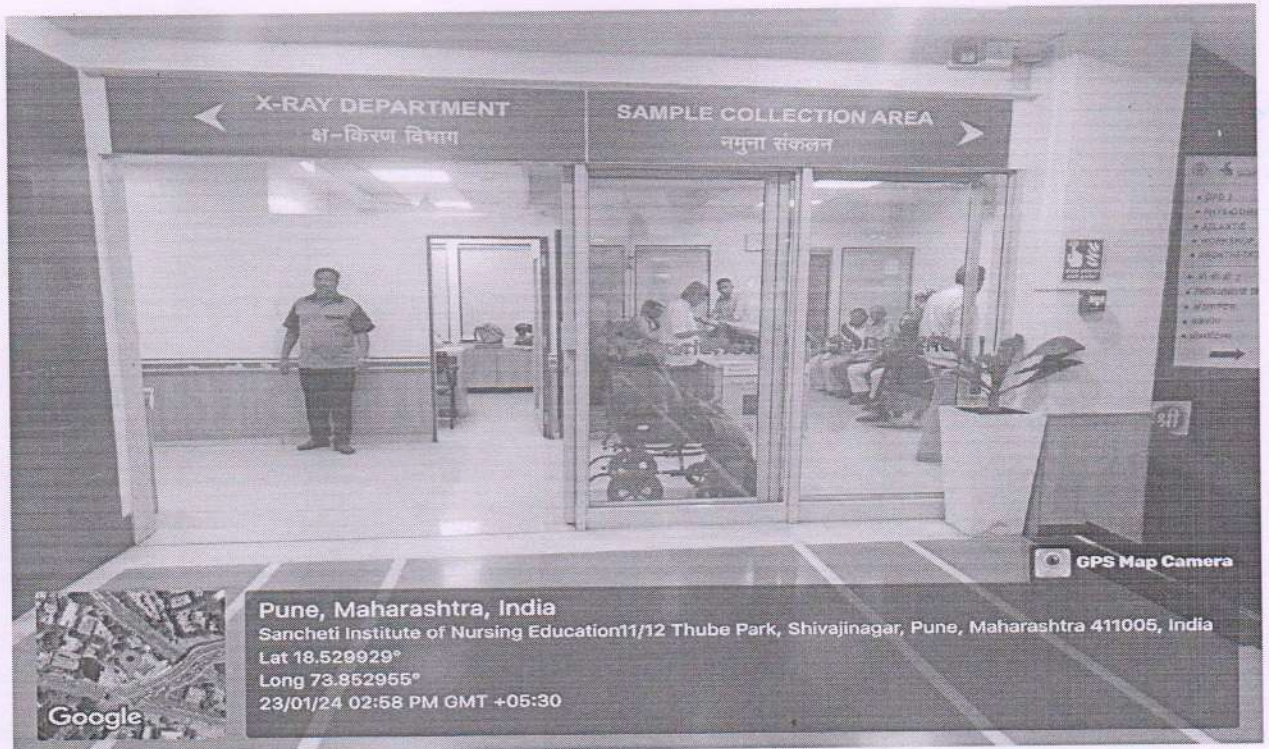 X-RAY DEPARTMENT
क्ष-किरण विभाग
SAMPLE COLLECTION AREA
नमुना संकलन
GPS Map Camera
Pune, Maharashtra, India
Sancheti Institute of Nursing Education11/12 Thube Park, Shivajinagar, Pune, Maharashtra 411005, India
Lat 18.529929°
Long 73.852955°
23/01/24 02:58 PM GMT +05:30
Google